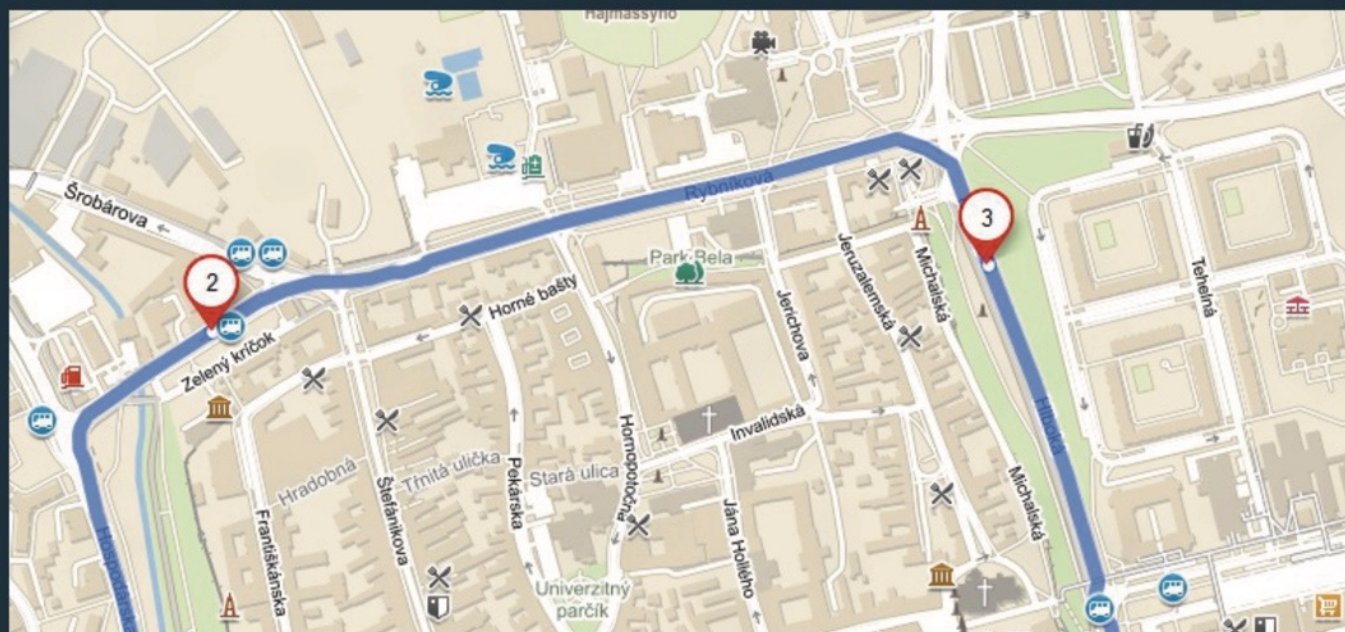 Hajmássyho
Šrobárova
Rybníková
2
3
Park Bela
Horné bašty
Zelený kríčok
Jerichova
Jeruzalemská
Michalská
Tehelná
Hlboká
Invalidská
Hradobná
Tŕnitá ulička
Stará ulica
Hornopotočná
Pekárska
Štefánikova
Františkánska
Hospodárska
Jána Hollého
Michalská
Univerzitný
parčík